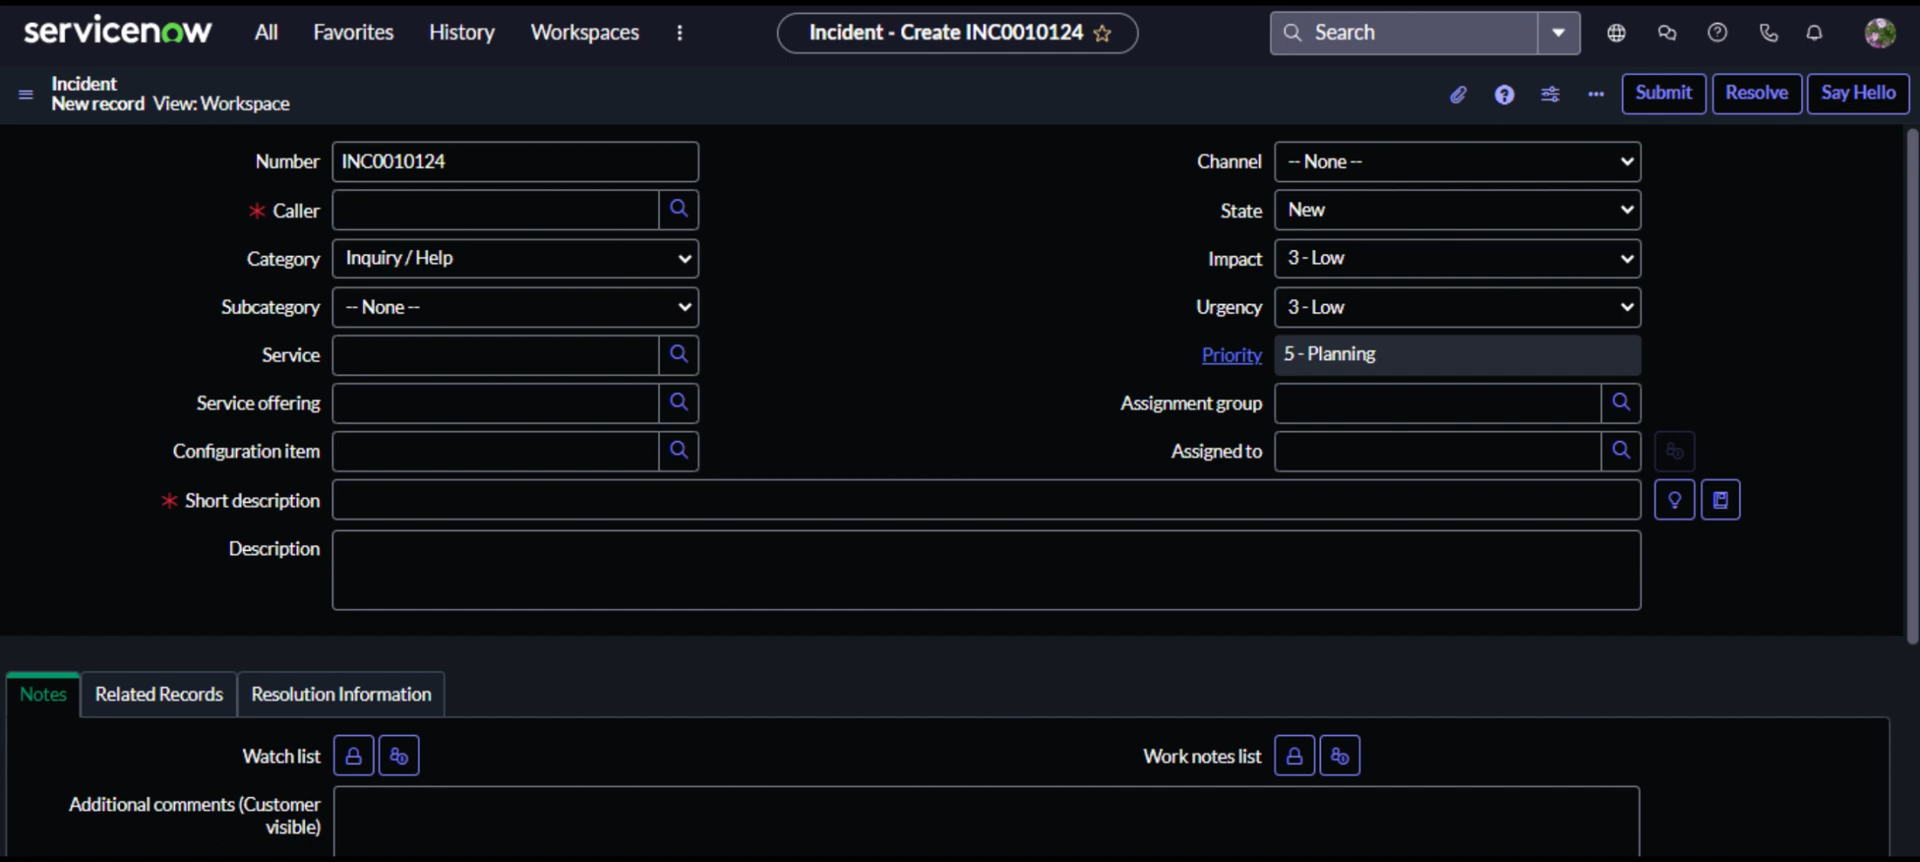 servicenow All Favorites History Workspaces Incident - Create INC0010124 Search
Incident
New record View: Workspace
Submit Resolve Say Hello
Number INC0010124 Channel -- None --
* Caller State New
Category Inquiry / Help Impact 3 - Low
Subcategory -- None -- Urgency 3 - Low
Service Priority 5 - Planning
Service offering Assignment group
Configuration item Assigned to
* Short description
Description
Notes Related Records Resolution Information
Watch list Work notes list
Additional comments (Customer
visible)